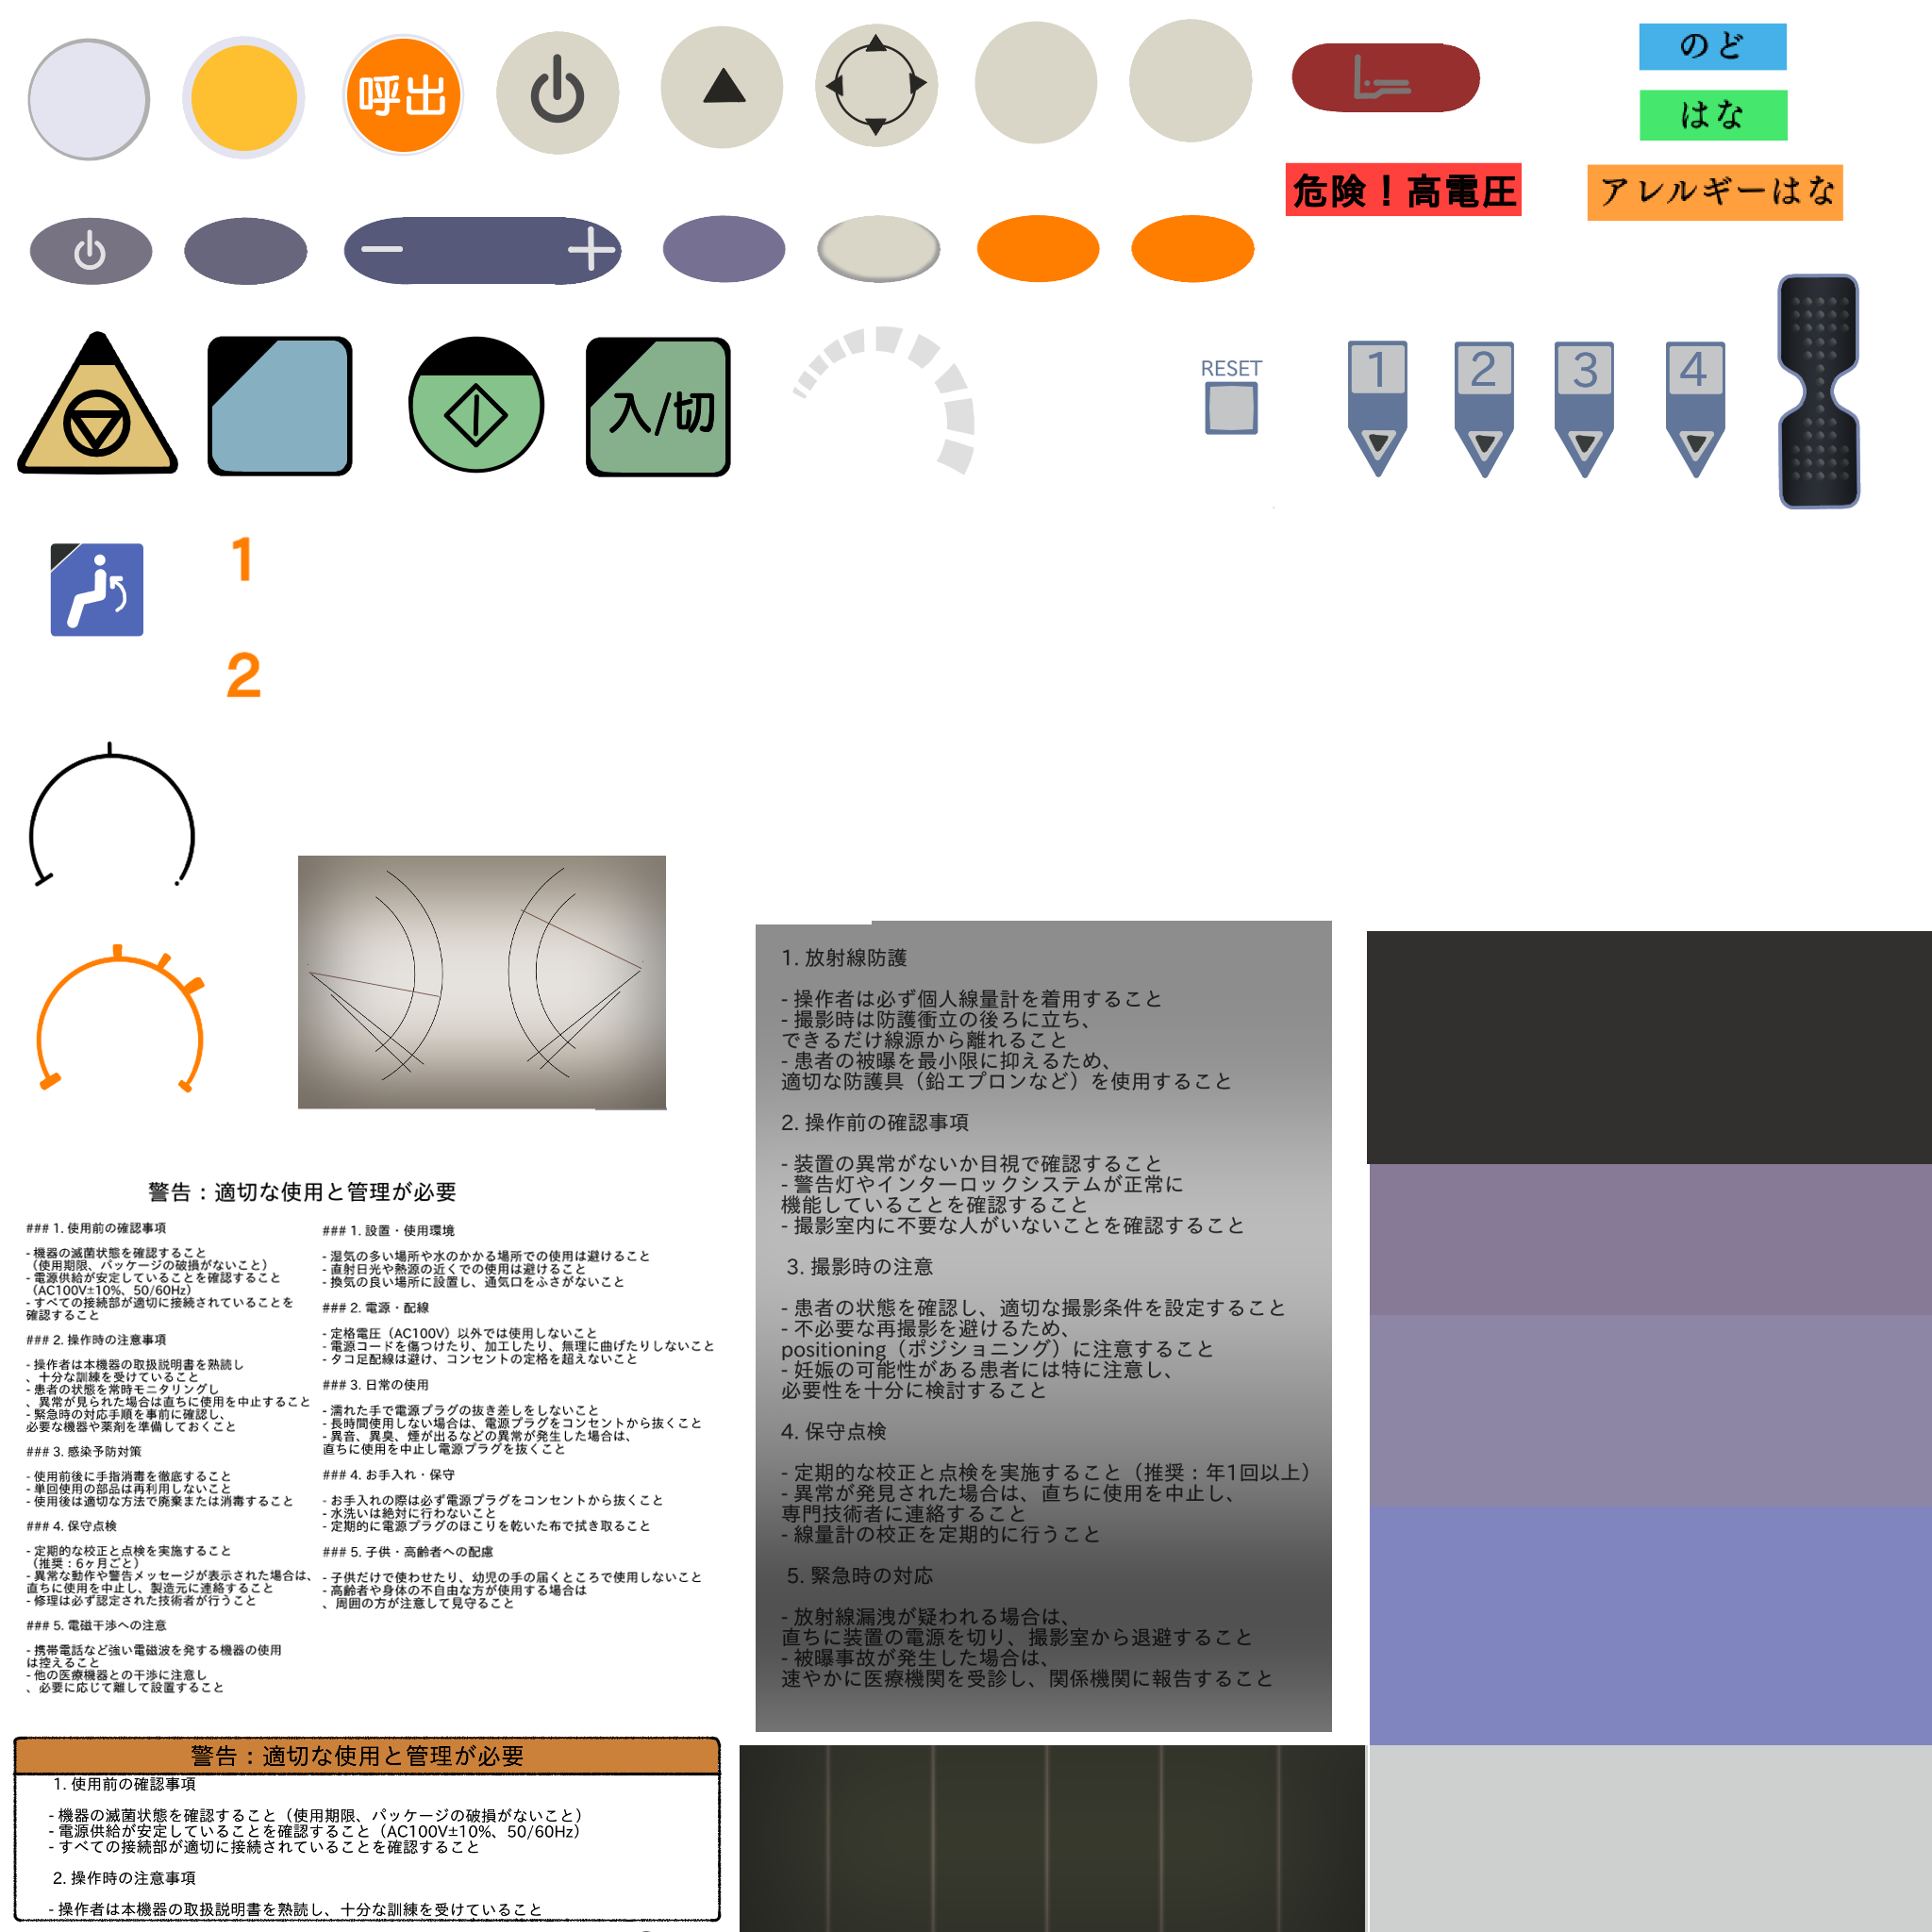 呼出
のど
はな
危険！高電圧
アレルギーはな
入/切
RESET
1
2
3
4
1
2
警告：適切な使用と管理が必要
### 1. 使用前の確認事項
- 機器の滅菌状態を確認すること
（使用期限、パッケージの破損がないこと）
- 電源供給が安定していることを確認すること
（AC100V±10%、50/60Hz）
- すべての接続部が適切に接続されていることを
確認すること
### 2. 操作時の注意事項
- 操作者は本機器の取扱説明書を熟読し
、十分な訓練を受けていること
- 患者の状態を常時モニタリングし
、異常が見られた場合は直ちに使用を中止すること
- 緊急時の対応手順を事前に確認し、
必要な機器や薬剤を準備しておくこと
### 3. 感染予防対策
- 使用前後に手指消毒を徹底すること
- 単回使用の部品は再利用しないこと
- 使用後は適切な方法で廃棄または消毒すること
### 4. 保守点検
- 定期的な校正と点検を実施すること
（推奨：6ヶ月ごと）
- 異常な動作や警告メッセージが表示された場合は、
直ちに使用を中止し、製造元に連絡すること
- 修理は必ず認定された技術者が行うこと
### 5. 電磁干渉への注意
- 携帯電話など強い電磁波を発する機器の使用
は控えること
- 他の医療機器との干渉に注意し
、必要に応じて離して設置すること
### 1. 設置・使用環境
- 湿気の多い場所や水のかかる場所での使用は避けること
- 直射日光や熱源の近くでの使用は避けること
- 換気の良い場所に設置し、通気口をふさがないこと
### 2. 電源・配線
- 定格電圧（AC100V）以外では使用しないこと
- 電源コードを傷つけたり、加工したり、無理に曲げたりしないこと
- タコ足配線は避け、コンセントの定格を超えないこと
### 3. 日常の使用
- 濡れた手で電源プラグの抜き差しをしないこと
- 長時間使用しない場合は、電源プラグをコンセントから抜くこと
- 異音、異臭、煙が出るなどの異常が発生した場合は、
直ちに使用を中止し電源プラグを抜くこと
### 4. お手入れ・保守
- お手入れの際は必ず電源プラグをコンセントから抜くこと
- 水洗いは絶対に行わないこと
- 定期的に電源プラグのほこりを乾いた布で拭き取ること
### 5. 子供・高齢者への配慮
- 子供だけで使わせたり、幼児の手の届くところで使用しないこと
- 高齢者や身体の不自由な方が使用する場合は
、周囲の方が注意して見守ること
1. 放射線防護
- 操作者は必ず個人線量計を着用すること
- 撮影時は防護衝立の後ろに立ち、
できるだけ線源から離れること
- 患者の被曝を最小限に抑えるため、
適切な防護具（鉛エプロンなど）を使用すること
2. 操作前の確認事項
- 装置の異常がないか目視で確認すること
- 警告灯やインターロックシステムが正常に
機能していることを確認すること
- 撮影室内に不要な人がいないことを確認すること
3. 撮影時の注意
- 患者の状態を確認し、適切な撮影条件を設定すること
- 不必要な再撮影を避けるため、
positioning（ポジショニング）に注意すること
- 妊娠の可能性がある患者には特に注意し、
必要性を十分に検討すること
4. 保守点検
- 定期的な校正と点検を実施すること（推奨：年1回以上）
- 異常が発見された場合は、直ちに使用を中止し、
専門技術者に連絡すること
- 線量計の校正を定期的に行うこと
5. 緊急時の対応
- 放射線漏洩が疑われる場合は、
直ちに装置の電源を切り、撮影室から退避すること
- 被曝事故が発生した場合は、
速やかに医療機関を受診し、関係機関に報告すること
警告：適切な使用と管理が必要
1. 使用前の確認事項
- 機器の滅菌状態を確認すること（使用期限、パッケージの破損がないこと）
- 電源供給が安定していることを確認すること（AC100V±10%、50/60Hz）
- すべての接続部が適切に接続されていることを確認すること
2. 操作時の注意事項
- 操作者は本機器の取扱説明書を熟読し、十分な訓練を受けていること